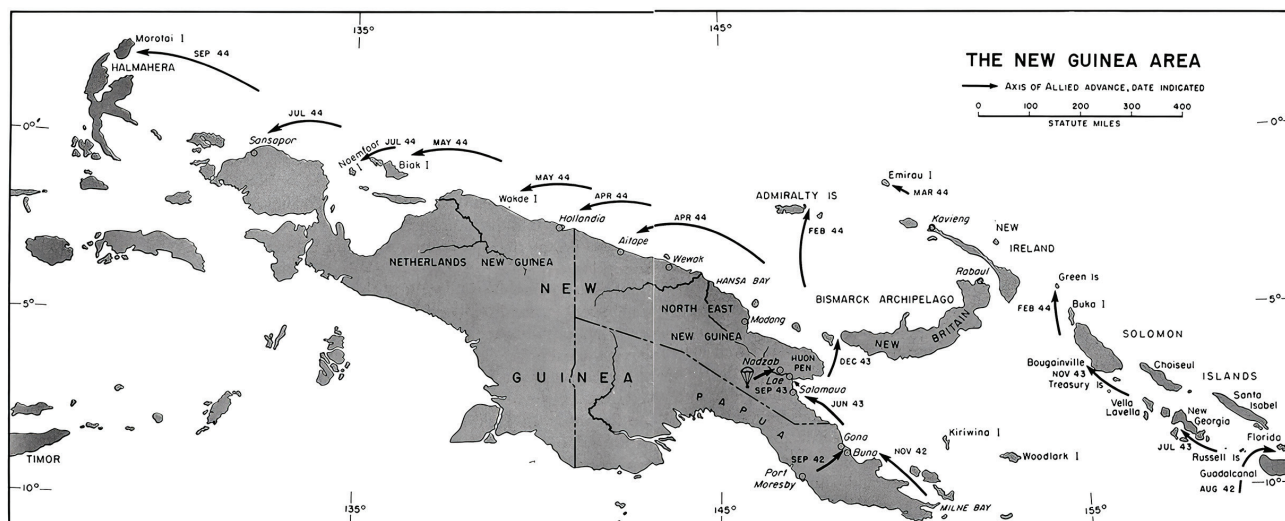 135°
145°
THE NEW GUINEA AREA
AXIS OF ALLIED ADVANCE, DATE INDICATED
0 100 200 300 400
STATUTE MILES
Morotai I
SEP 44
HALMAHERA
0°
0°
JUL 44
Sansapor
Noemfoor
I
JUL 44
MAY 44
Biak I
MAY 44
Wakde I
APR 44
Hollandia
APR 44
Aitape
Wewak
HANSA BAY
ADMIRALTY IS
FEB 44
Emirau I
MAR 44
Kavieng
NEW
IRELAND
Rabaul
Green Is
FEB 44
Buka I
NETHERLANDS NEW GUINEA
NEW
GUINEA
NORTH EAST
NEW GUINEA
Madang
BISMARCK ARCHIPELAGO
NEW BRITAIN
5°
5°
DEC 43
HUON
PEN
Nadzab
Lae
SEP 43
Salamaua
JUN 43
SOLOMON
ISLANDS
Bougainville
NOV 43
Treasury Is
Choiseul
Vella
Lavella
New
Georgia
JUL 43
Santa
Isabel
Russell Is
Florida
Guadalcanal
AUG 42
PAPUA
Gona
Buna
SEP 42
NOV 42
Port
Moresby
MILNE BAY
Kiriwina I
Woodlark I
TIMOR
10°
10°
135°
145°
155°